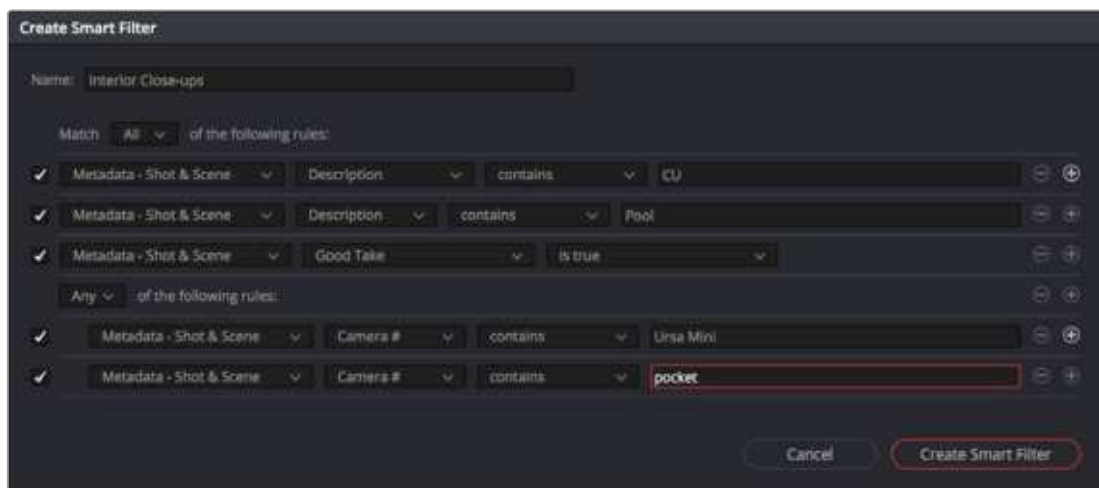 Create Smart Filter
Name: Interior Close-ups
Match All of the following rules:
Metadata - Shot & Scene Description contains CU
Metadata - Shot & Scene Description contains Pool
Metadata - Shot & Scene Good Take is true
Any of the following rules:
Metadata - Shot & Scene Camera # contains Ursa Mini
Metadata - Shot & Scene Camera # contains pocket
Cancel Create Smart Filter